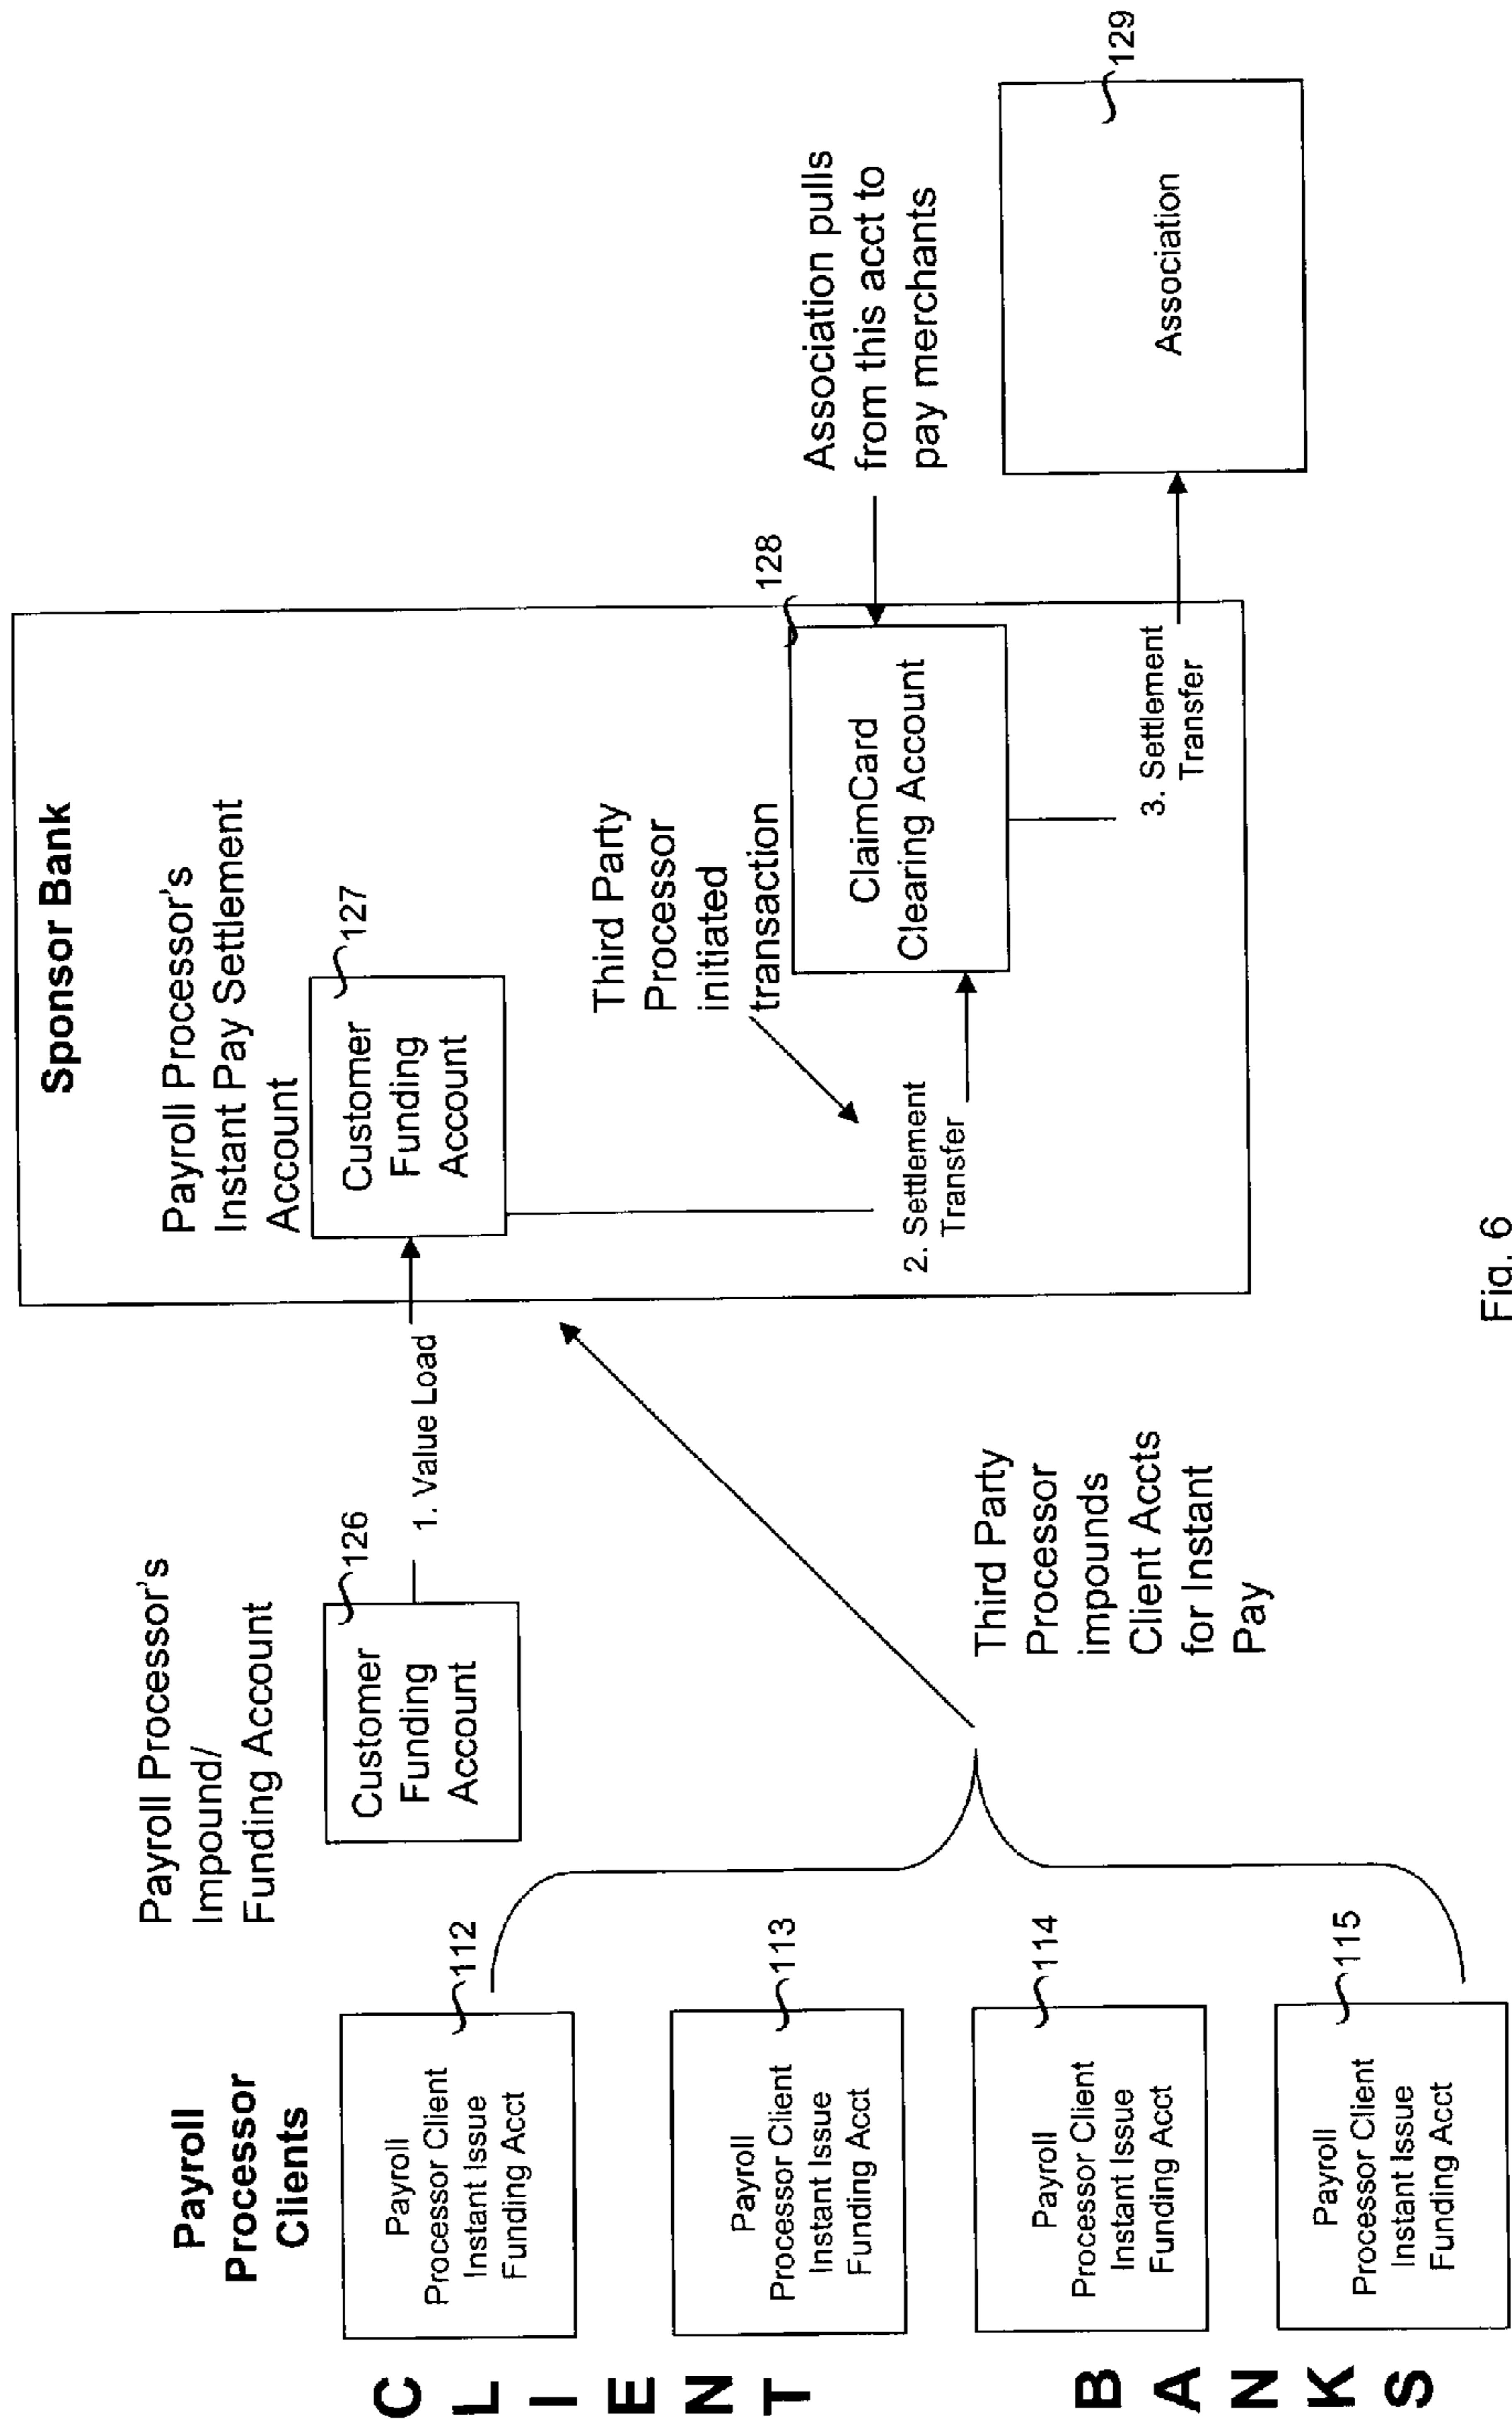 Payroll
Processor
Clients
CLIENT
BANKS
Payroll
Processor Client
Instant Issue
Funding Acct
112
Payroll
Processor Client
Instant Issue
Funding Acct
113
Payroll
Processor Client
Instant Issue
Funding Acct
114
Payroll
Processor Client
Instant Issue
Funding Acct
115
Payroll Processor's
Impound/
Funding Account
126
Customer
Funding
Account
1. Value Load
Third Party
Processor
impounds
Client Accts
for Instant
Pay
Sponsor Bank
Payroll Processor's
Instant Pay Settlement
Account
127
Customer
Funding
Account
Third Party
Processor
initiated
transaction
2. Settlement
Transfer
128
ClaimCard
Clearing Account
3. Settlement
Transfer
Association pulls
from this acct to
pay merchants
129
Association
Fig. 6